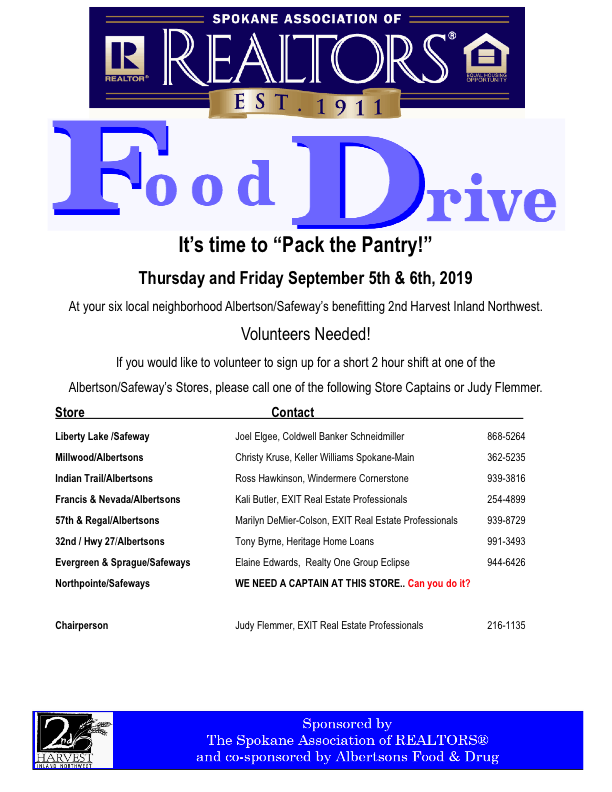 SPOKANE ASSOCIATION OF
REALTORS®
R
REALTOR®
EQUAL HOUSING
OPPORTUNITY
EST. 1911
Food Drive
It's time to “Pack the Pantry!”
Thursday and Friday September 5th & 6th, 2019
At your six local neighborhood Albertson/Safeway's benefitting 2nd Harvest Inland Northwest.
Volunteers Needed!
If you would like to volunteer to sign up for a short 2 hour shift at one of the
Albertson/Safeway's Stores, please call one of the following Store Captains or Judy Flemmer.
Store Contact
Liberty Lake /Safeway Joel Elgee, Coldwell Banker Schneidmiller 868-5264
Millwood/Albertsons Christy Kruse, Keller Williams Spokane-Main 362-5235
Indian Trail/Albertsons Ross Hawkinson, Windermere Cornerstone 939-3816
Francis & Nevada/Albertsons Kali Butler, EXIT Real Estate Professionals 254-4899
57th & Regal/Albertsons Marilyn DeMier-Colson, EXIT Real Estate Professionals 939-8729
32nd / Hwy 27/Albertsons Tony Byrne, Heritage Home Loans 991-3493
Evergreen & Sprague/Safeways Elaine Edwards, Realty One Group Eclipse 944-6426
Northpointe/Safeways WE NEED A CAPTAIN AT THIS STORE.. Can you do it?
Chairperson Judy Flemmer, EXIT Real Estate Professionals 216-1135
2nd
HARVEST
INLAND NORTHWEST
Sponsored by
The Spokane Association of REALTORS®
and co-sponsored by Albertsons Food & Drug